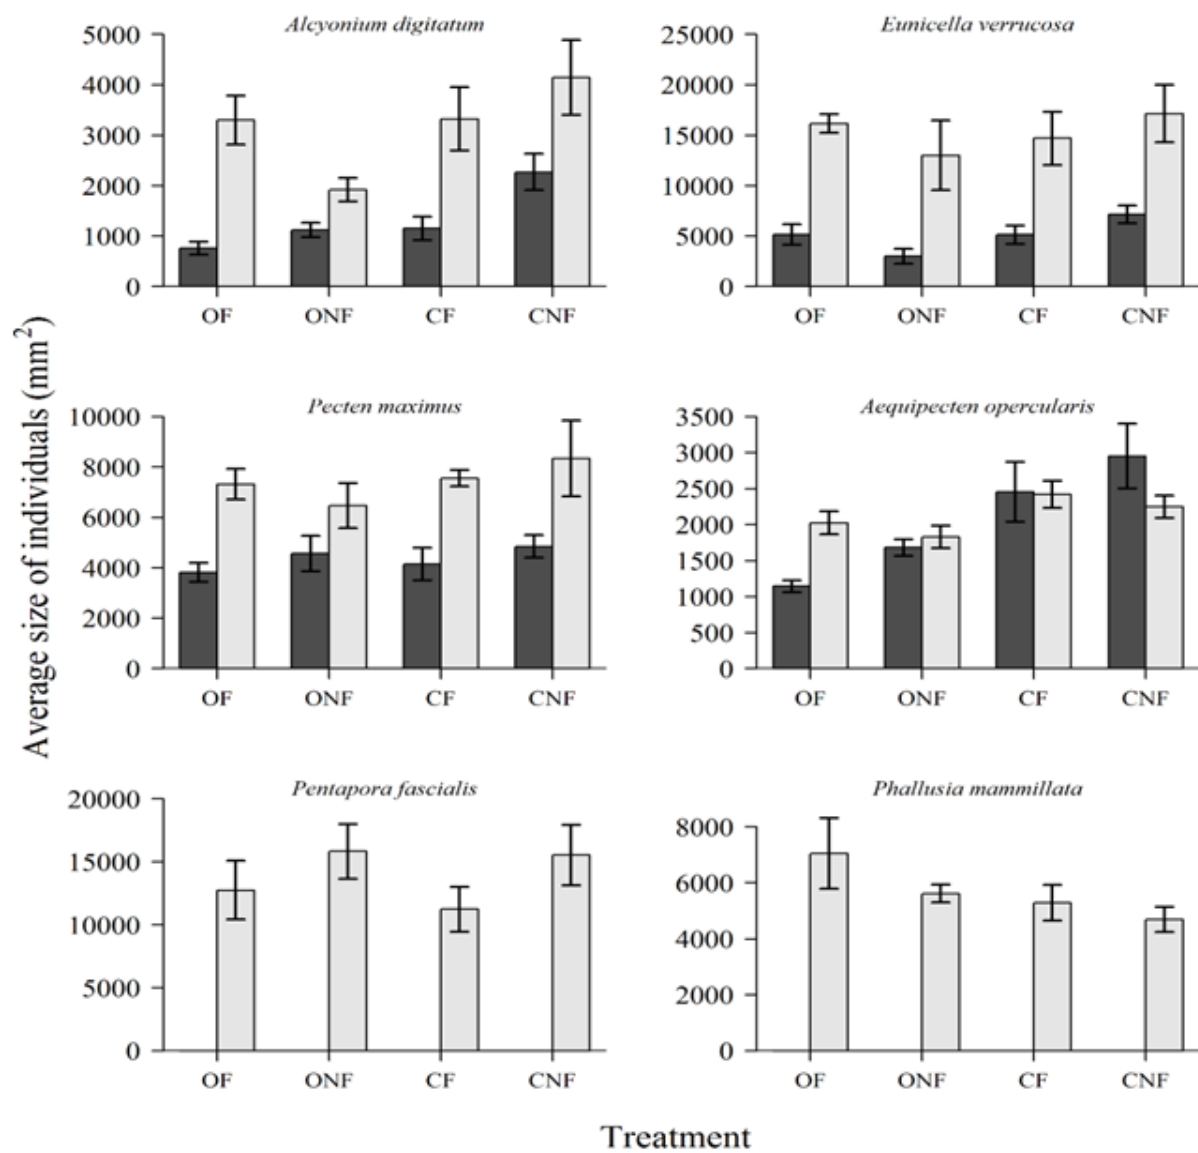 Alcyonium digitatum
5000
4000
3000
2000
1000
0
OF ONF CF CNF
Eunicella verrucosa
25000
20000
15000
10000
5000
0
OF ONF CF CNF
Average size of individuals (mm²)
Pecten maximus
10000
8000
6000
4000
2000
0
OF ONF CF CNF
Aequipecten opercularis
3500
3000
2500
2000
1500
1000
500
0
OF ONF CF CNF
Pentapora fascialis
20000
15000
10000
5000
0
OF ONF CF CNF
Phallusia mammillata
8000
6000
4000
2000
0
OF ONF CF CNF
Treatment